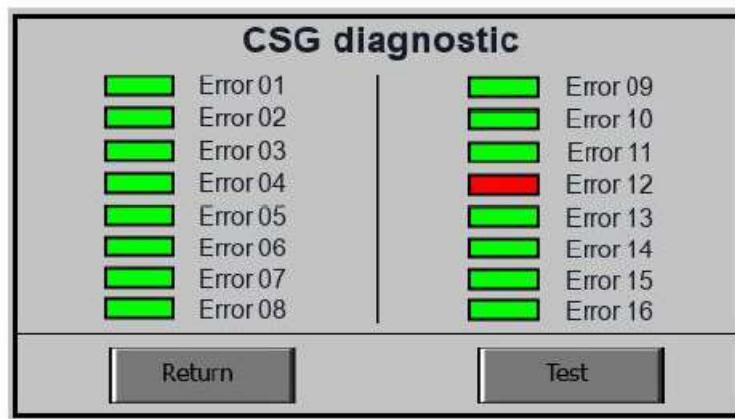 CSG diagnostic
Error 01
Error 02
Error 03
Error 04
Error 05
Error 06
Error 07
Error 08
Error 09
Error 10
Error 11
Error 12
Error 13
Error 14
Error 15
Error 16
Return
Test